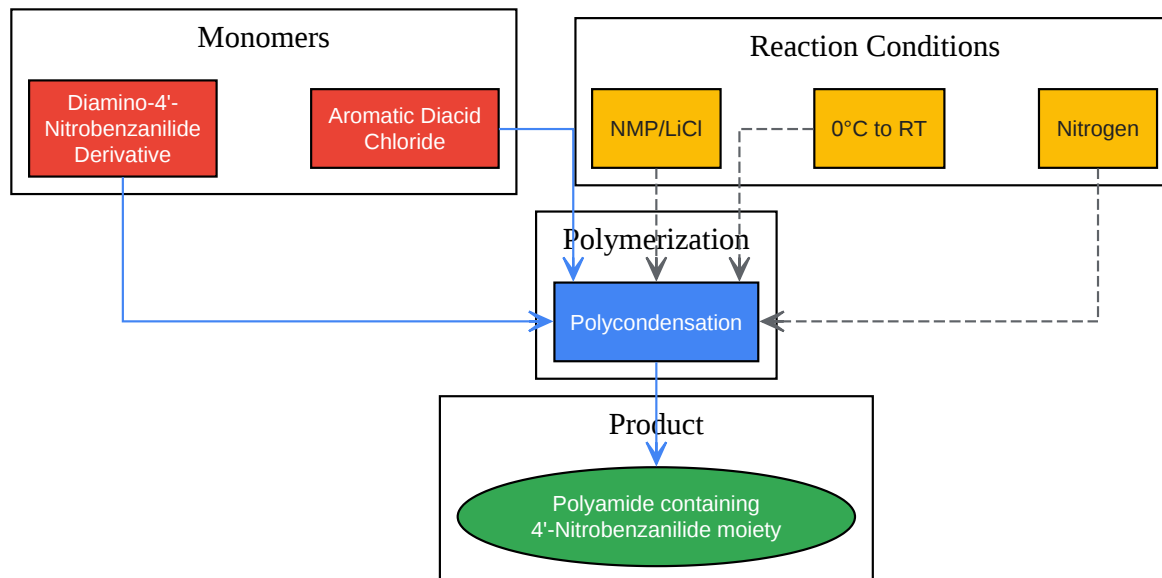 Monomers
Diamino-4'-
Nitrobenzanilide
Derivative
Aromatic Diacid
Chloride
Reaction Conditions
NMP/LiCl
0°C to RT
Nitrogen
Polymerization
Polycondensation
Product
Polyamide containing
4'-Nitrobenzanilide moiety